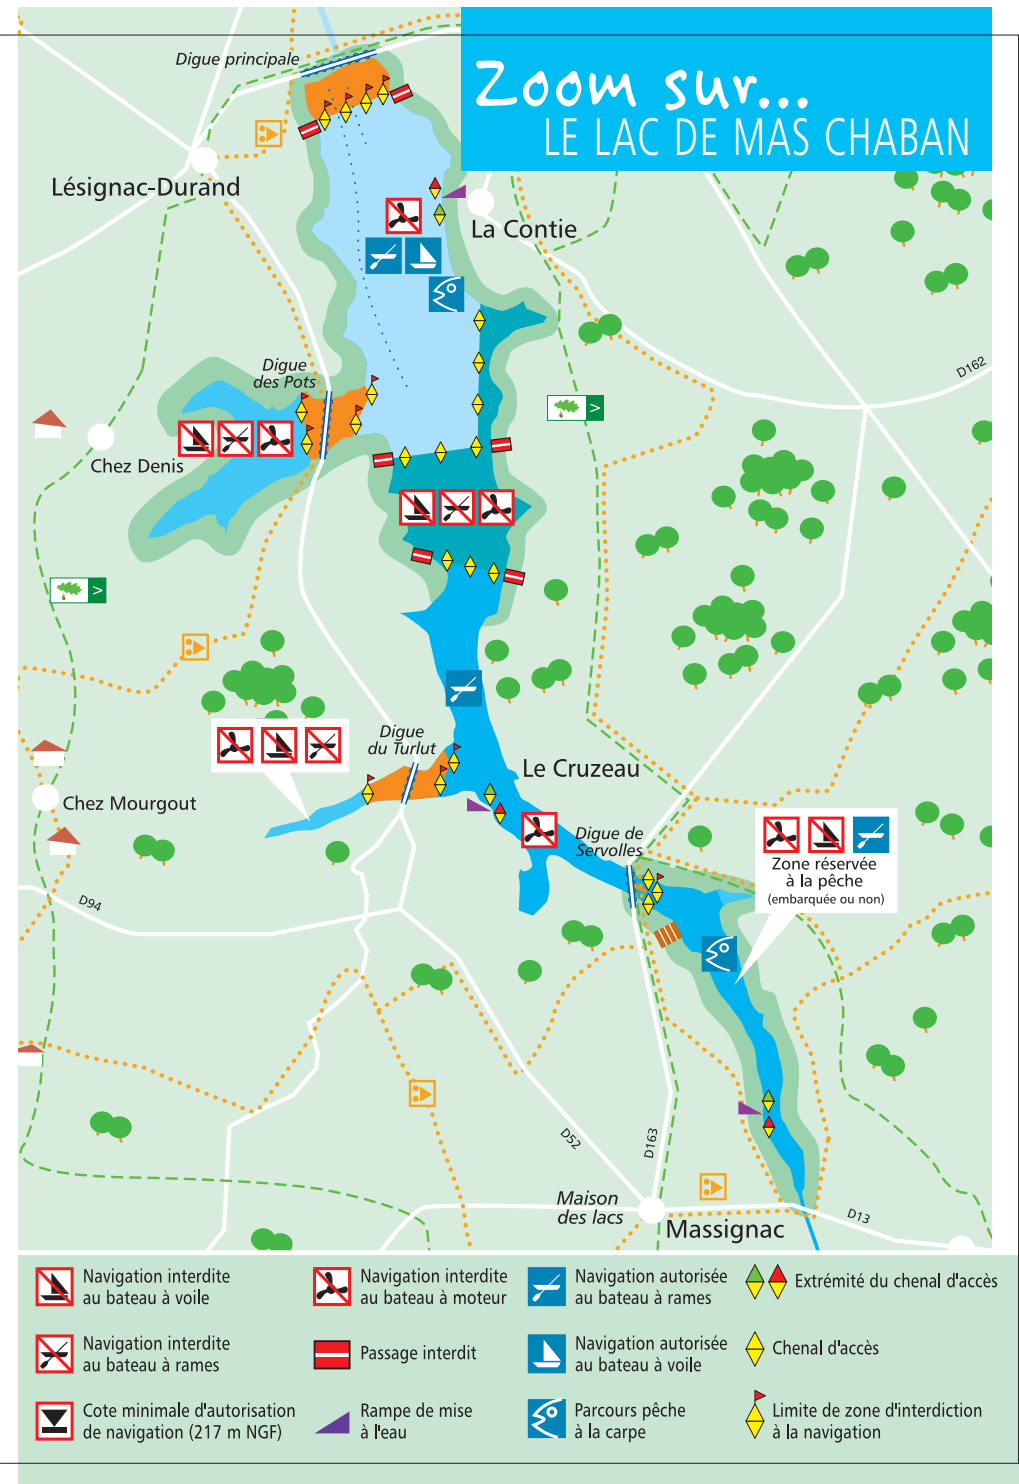 Zoom sur...
LE LAC DE MAS CHABAN
Digue principale
Lésignac-Durand
La Contie
D162
Digue
des Pots
>
Chez Denis
>
Digue
du Turlut
Le Cruzeau
Chez Mourgout
Digue de
Servolles
Zone réservée
à la pêche
(embarquée ou non)
D94
D52
D163
Maison
des lacs
Massignac
D13
Navigation interdite
au bateau à voile
Navigation interdite
au bateau à moteur
Navigation autorisée
au bateau à rames
Extrémité du chenal d'accès
Navigation interdite
au bateau à rames
Passage interdit
Navigation autorisée
au bateau à voile
Chenal d'accès
Cote minimale d'autorisation
de navigation (217 m NGF)
Rampe de mise
à l'eau
Parcours pêche
à la carpe
Limite de zone d'interdiction
à la navigation